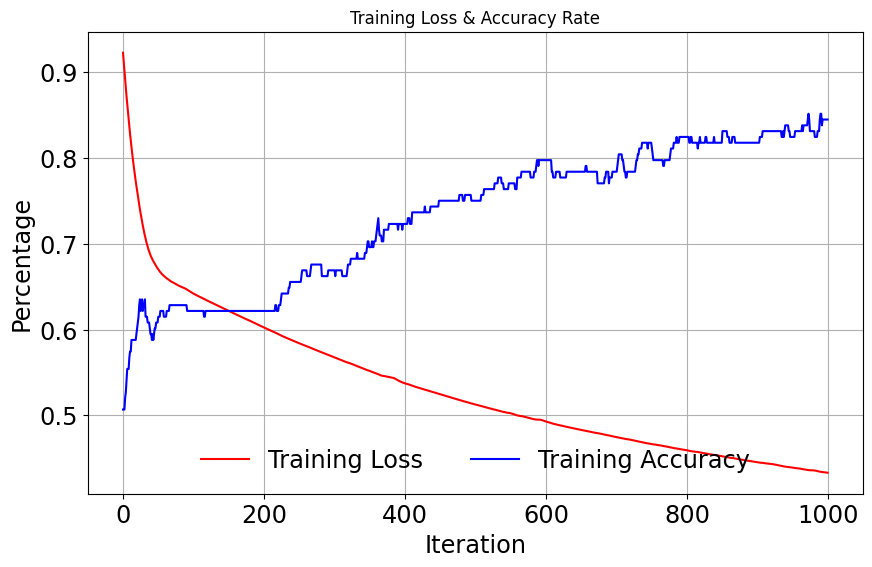 Training Loss & Accuracy Rate
Percentage
0.9
0.8
0.7
0.6
0.5
Training Loss Training Accuracy
0 200 400 600 800 1000
Iteration